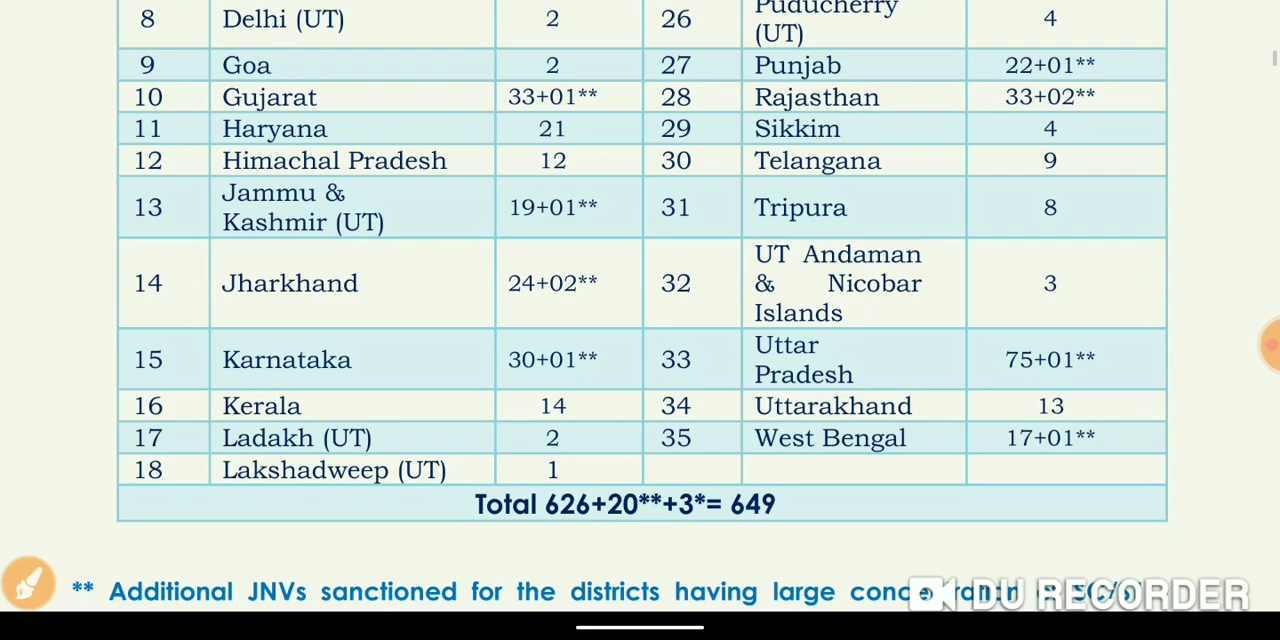 8 Delhi (UT) 2 26 Puducherry (UT) 4
9 Goa 2 27 Punjab 22+01**
10 Gujarat 33+01** 28 Rajasthan 33+02**
11 Haryana 21 29 Sikkim 4
12 Himachal Pradesh 12 30 Telangana 9
13 Jammu & Kashmir (UT) 19+01** 31 Tripura 8
14 Jharkhand 24+02** 32 UT Andaman & Nicobar Islands 3
15 Karnataka 30+01** 33 Uttar Pradesh 75+01**
16 Kerala 14 34 Uttarakhand 13
17 Ladakh (UT) 2 35 West Bengal 17+01**
18 Lakshadweep (UT) 1
Total 626+20**+3*= 649
** Additional JNVs sanctioned for the districts having large
DU RECORDER